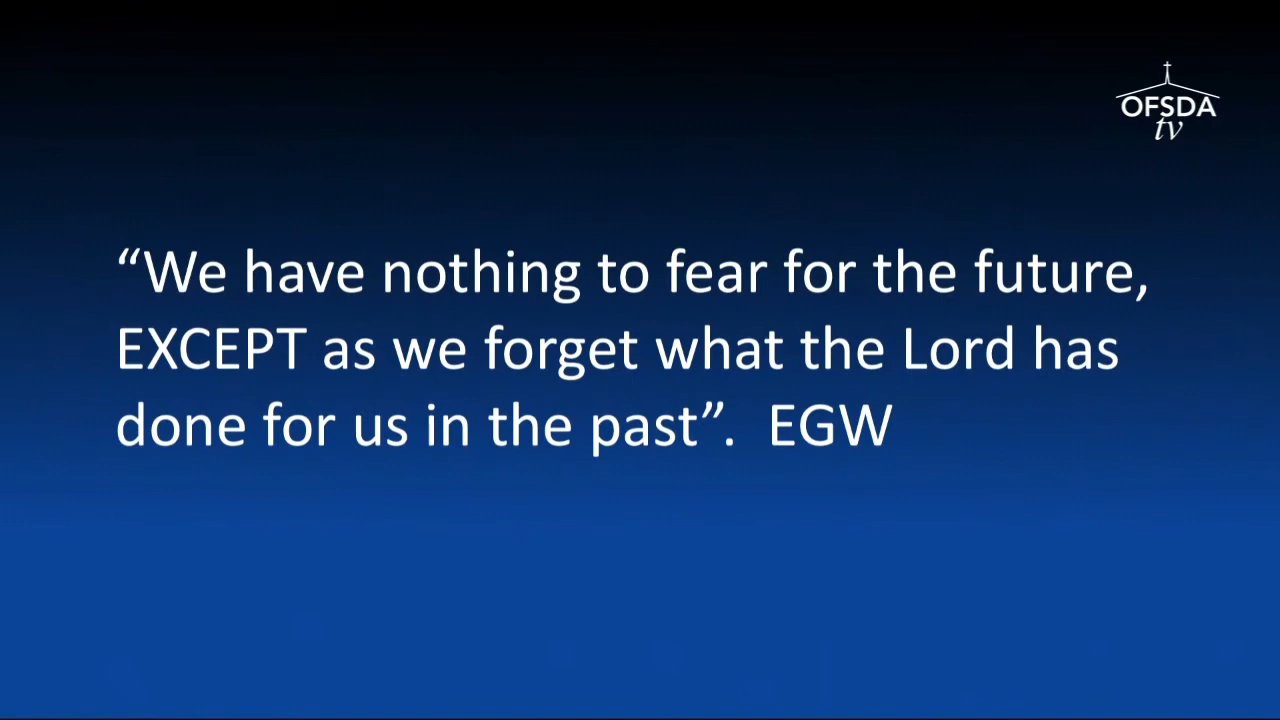 OFSDA
tv
“We have nothing to fear for the future,
EXCEPT as we forget what the Lord has
done for us in the past”.  EGW